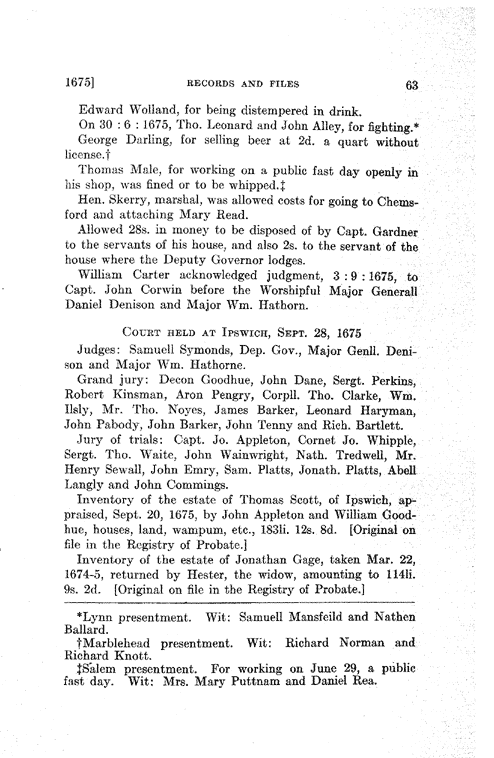 1675] RECORDS AND FILES 63
Edward Wolland, for being distempered in drink.
On 30 : 6 : 1675, Tho. Leonard and John Alley, for fighting.*
George Darling, for selling beer at 2d. a quart without
license.†
Thomas Male, for working on a public fast day openly in
his shop, was fined or to be whipped.‡
Hen. Skerry, marshal, was allowed costs for going to Chems-
ford and attaching Mary Read.
Allowed 28s. in money to be disposed of by Capt. Gardner
to the servants of his house, and also 2s. to the servant of the
house where the Deputy Governor lodges.
William Carter acknowledged judgment, 3 : 9 : 1675, to
Capt. John Corwin before the Worshipful Major Generall
Daniel Denison and Major Wm. Hathorn.
COURT HELD AT IPSWICH, SEPT. 28, 1675
Judges: Samuell Symonds, Dep. Gov., Major Genll. Deni-
son and Major Wm. Hathorne.
Grand jury: Decon Goodhue, John Dane, Sergt. Perkins,
Robert Kinsman, Aron Pengry, Corpll. Tho. Clarke, Wm.
Ilsly, Mr. Tho. Noyes, James Barker, Leonard Haryman,
John Pabody, John Barker, John Tenny and Rich. Bartlett.
Jury of trials: Capt. Jo. Appleton, Cornet Jo. Whipple,
Sergt. Tho. Waite, John Wainwright, Nath. Tredwell, Mr.
Henry Sewall, John Emry, Sam. Platts, Jonath. Platts, Abell
Langly and John Commings.
Inventory of the estate of Thomas Scott, of Ipswich, ap-
praised, Sept. 20, 1675, by John Appleton and William Good-
hue, houses, land, wampum, etc., 183li. 12s. 8d. [Original on
file in the Registry of Probate.]
Inventory of the estate of Jonathan Gage, taken Mar. 22,
1674-5, returned by Hester, the widow, amounting to 114li.
9s. 2d. [Original on file in the Registry of Probate.]
*Lynn presentment. Wit: Samuell Mansfeild and Nathen
Ballard.
†Marblehead presentment. Wit: Richard Norman and
Richard Knott.
‡Salem presentment. For working on June 29, a public
fast day. Wit: Mrs. Mary Puttnam and Daniel Rea.